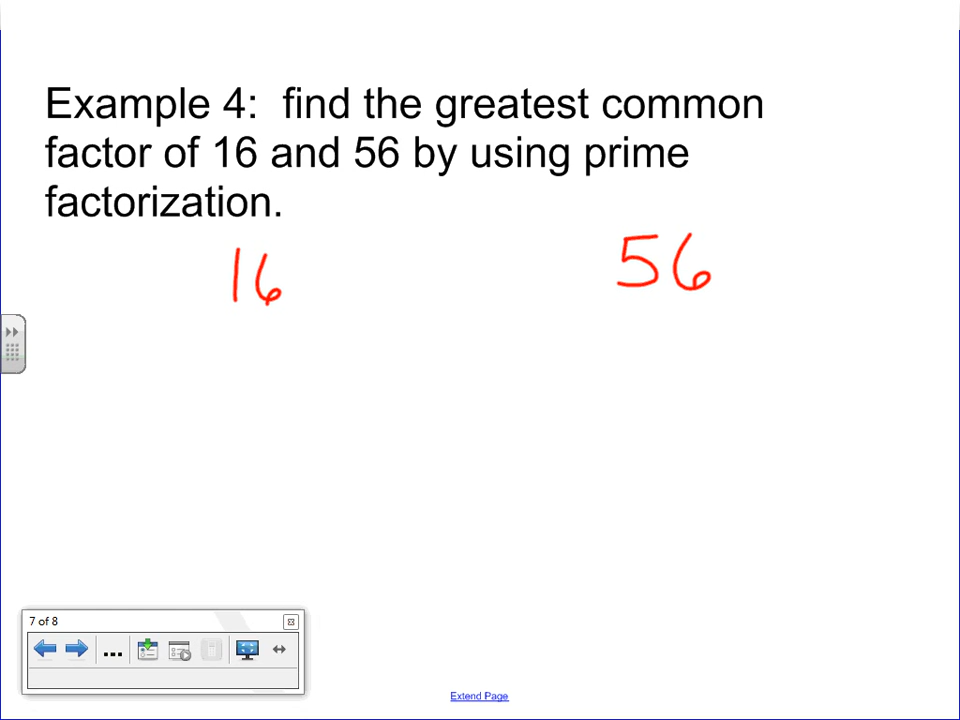 Example 4:  find the greatest common
factor of 16 and 56 by using prime
factorization.
16 56
7 of 8
...
Extend Page